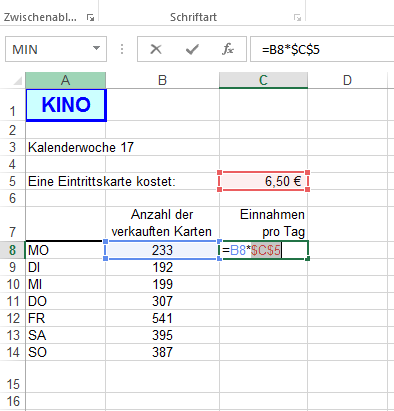 Zwischenabl... Schriftart
MIN =B8*$C$5
A B C D
1 KINO
2
3 Kalenderwoche 17
4
5 Eine Eintrittskarte kostet: 6,50 €
6
Anzahl der Einnahmen
7 verkauften Karten pro Tag
8 MO 233 =B8*$C$5
9 DI 192
10 MI 199
11 DO 307
12 FR 541
13 SA 395
14 SO 387
15
16